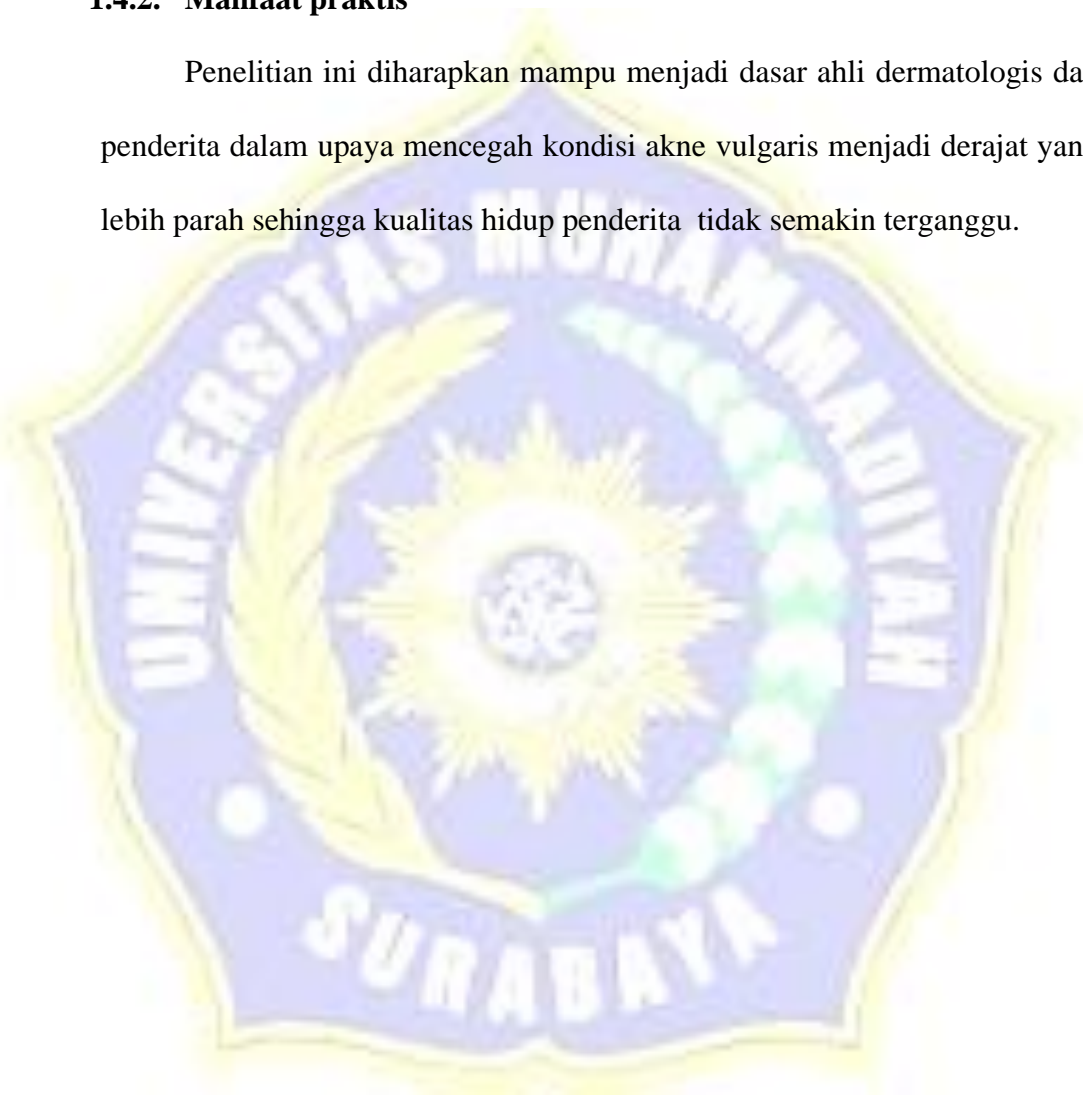 1.4.2. Manfaat praktis
Penelitian ini diharapkan mampu menjadi dasar ahli dermatologis da
penderita dalam upaya mencegah kondisi akne vulgaris menjadi derajat yan
lebih parah sehingga kualitas hidup penderita tidak semakin terganggu.
UNIVERSITAS MUHAMMADIYAH
SURABAYA